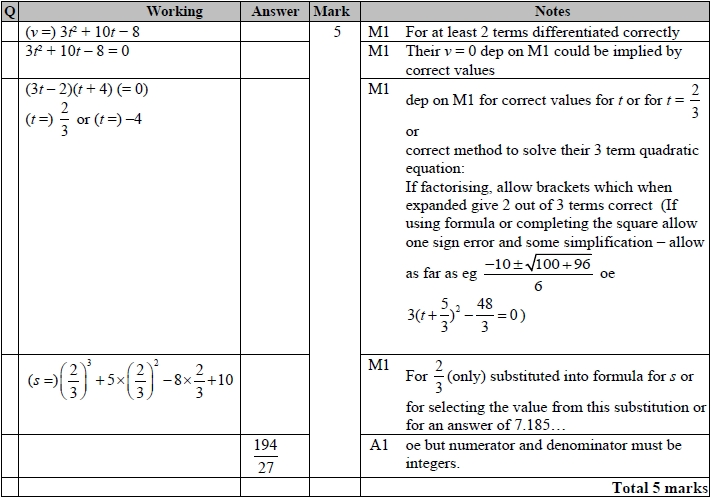 Q Working Answer Mark Notes
(v =) 3t² + 10t – 8 5 M1 For at least 2 terms differentiated correctly
3t² + 10t – 8 = 0 M1 Their v = 0 dep on M1 could be implied by
correct values
(3t – 2)(t + 4) (= 0) M1
(t =) 2/3 or (t =) –4 dep on M1 for correct values for t or for t = 2/3
or
correct method to solve their 3 term quadratic
equation:
If factorising, allow brackets which when
expanded give 2 out of 3 terms correct (If
using formula or completing the square allow
one sign error and some simplification – allow
as far as eg (−10 ± √(100 + 96))/6 oe
3(t + 5/3)² − 48/3 = 0)
(s =) (2/3)³ + 5 × (2/3)² − 8 × 2/3 + 10 M1 For 2/3 (only) substituted into formula for s or
for selecting the value from this substitution or
for an answer of 7.185…
194/27 A1 oe but numerator and denominator must be
integers.
Total 5 marks